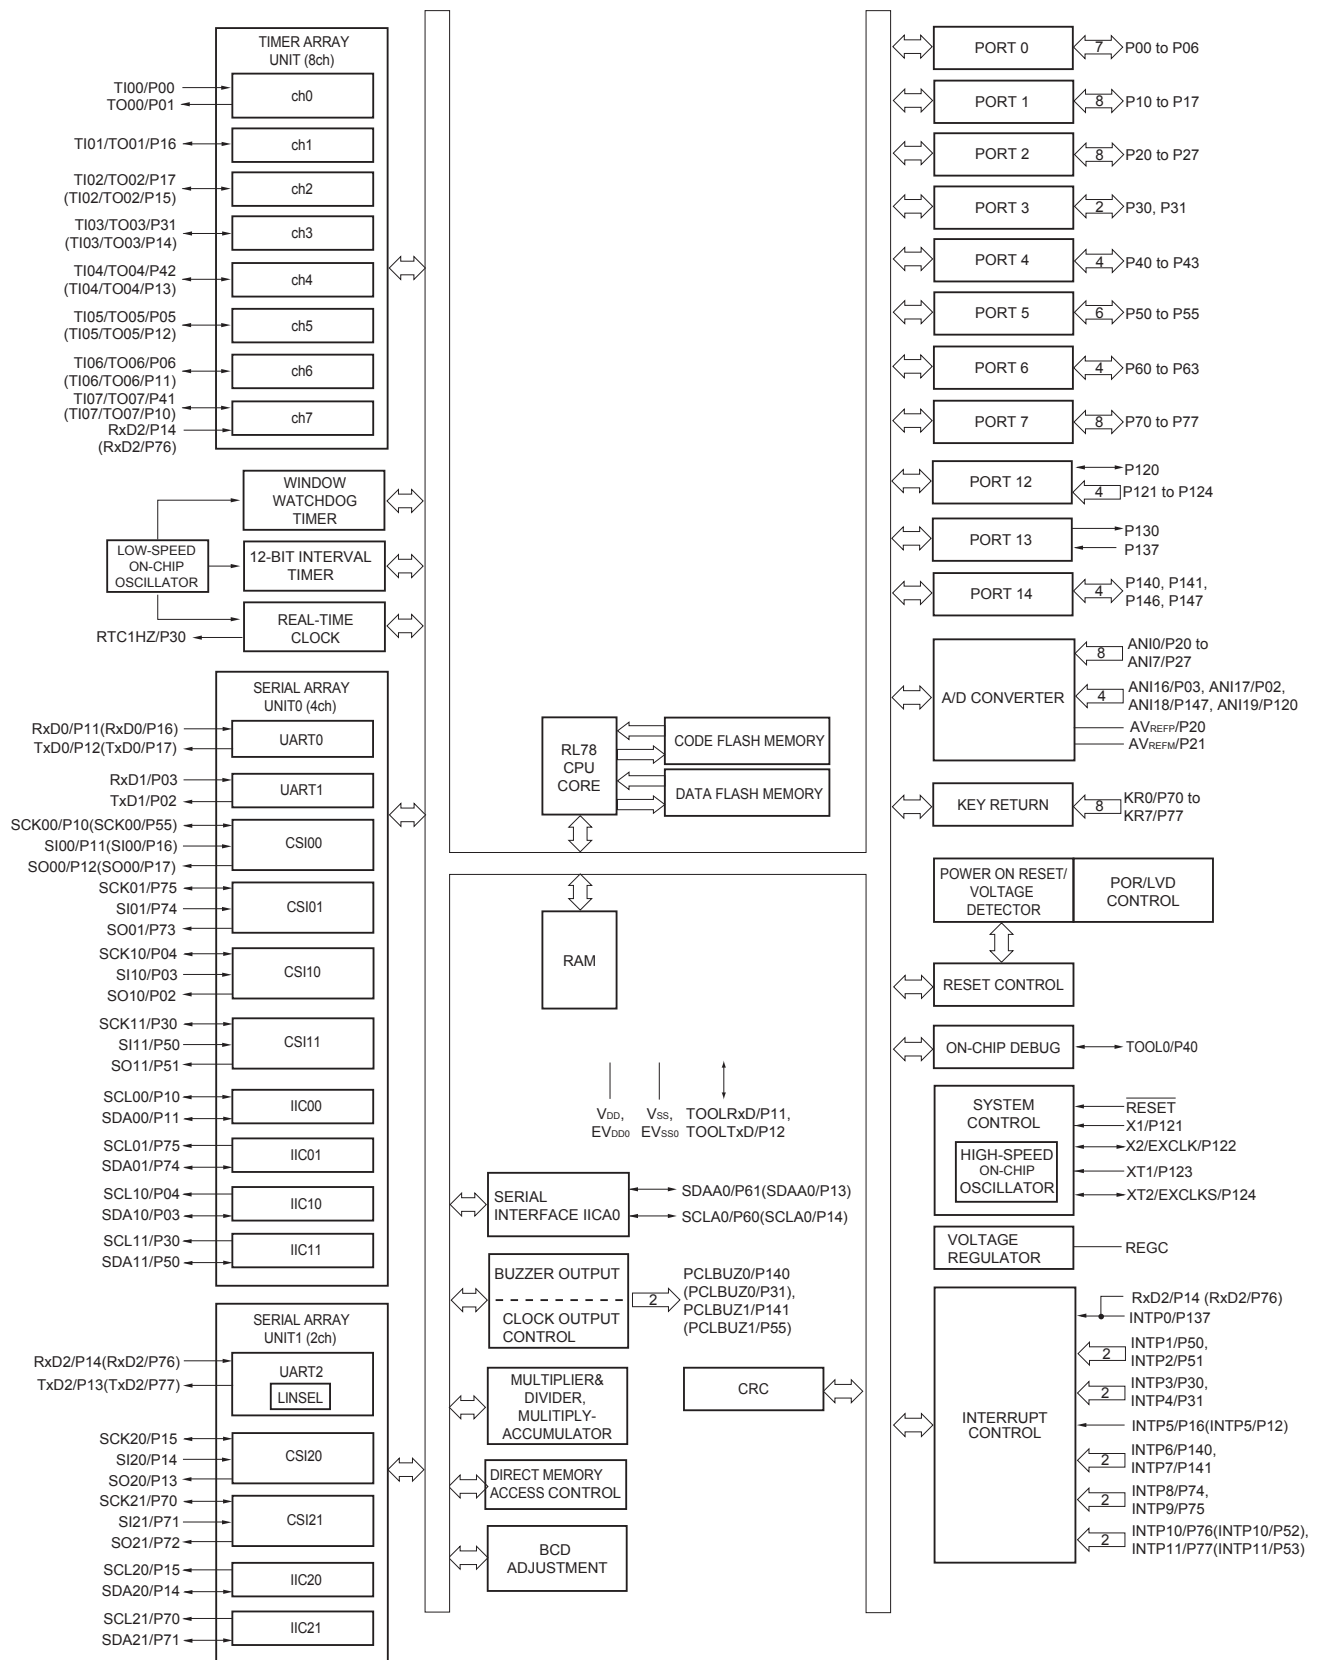 TIMER ARRAY
UNIT (8ch)
TI00/P00
TO00/P01
ch0
TI01/TO01/P16
ch1
TI02/TO02/P17
(TI02/TO02/P15)
ch2
TI03/TO03/P31
(TI03/TO03/P14)
ch3
TI04/TO04/P42
(TI04/TO04/P13)
ch4
TI05/TO05/P05
(TI05/TO05/P12)
ch5
TI06/TO06/P06
(TI06/TO06/P11)
ch6
TI07/TO07/P41
(TI07/TO07/P10)
RxD2/P14
(RxD2/P76)
ch7
WINDOW
WATCHDOG
TIMER
LOW-SPEED
ON-CHIP
OSCILLATOR
12-BIT INTERVAL
TIMER
REAL-TIME
CLOCK
RTC1HZ/P30
SERIAL ARRAY
UNIT0 (4ch)
RxD0/P11(RxD0/P16)
TxD0/P12(TxD0/P17)
UART0
RxD1/P03
TxD1/P02
UART1
SCK00/P10(SCK00/P55)
SI00/P11(SI00/P16)
SO00/P12(SO00/P17)
CSI00
SCK01/P75
SI01/P74
SO01/P73
CSI01
SCK10/P04
SI10/P03
SO10/P02
CSI10
SCK11/P30
SI11/P50
SO11/P51
CSI11
SCL00/P10
SDA00/P11
IIC00
SCL01/P75
SDA01/P74
IIC01
SCL10/P04
SDA10/P03
IIC10
SCL11/P30
SDA11/P50
IIC11
SERIAL ARRAY
UNIT1 (2ch)
RxD2/P14(RxD2/P76)
TxD2/P13(TxD2/P77)
UART2
LINSEL
SCK20/P15
SI20/P14
SO20/P13
CSI20
SCK21/P70
SI21/P71
SO21/P72
CSI21
SCL20/P15
SDA20/P14
IIC20
SCL21/P70
SDA21/P71
IIC21
RL78
CPU
CORE
CODE FLASH MEMORY
DATA FLASH MEMORY
RAM
VDD,
EVDD0
VSS,
EVSS0
TOOLRxD/P11,
TOOLTxD/P12
SERIAL
INTERFACE IICA0
SDAA0/P61(SDAA0/P13)
SCLA0/P60(SCLA0/P14)
BUZZER OUTPUT
CLOCK OUTPUT
CONTROL
2
PCLBUZ0/P140
(PCLBUZ0/P31),
PCLBUZ1/P141
(PCLBUZ1/P55)
MULTIPLIER&
DIVIDER,
MULITIPLY-
ACCUMULATOR
CRC
DIRECT MEMORY
ACCESS CONTROL
BCD
ADJUSTMENT
PORT 0
7
P00 to P06
PORT 1
8
P10 to P17
PORT 2
8
P20 to P27
PORT 3
2
P30, P31
PORT 4
4
P40 to P43
PORT 5
6
P50 to P55
PORT 6
4
P60 to P63
PORT 7
8
P70 to P77
PORT 12
P120
4
P121 to P124
PORT 13
P130
P137
PORT 14
4
P140, P141,
P146, P147
A/D CONVERTER
8
ANI0/P20 to
ANI7/P27
4
ANI16/P03, ANI17/P02,
ANI18/P147, ANI19/P120
AVREFP/P20
AVREFM/P21
KEY RETURN
8
KR0/P70 to
KR7/P77
POWER ON RESET/
VOLTAGE
DETECTOR
POR/LVD
CONTROL
RESET CONTROL
ON-CHIP DEBUG
TOOL0/P40
SYSTEM
CONTROL
HIGH-SPEED
ON-CHIP
OSCILLATOR
RESET
X1/P121
X2/EXCLK/P122
XT1/P123
XT2/EXCLKS/P124
VOLTAGE
REGULATOR
REGC
INTERRUPT
CONTROL
RxD2/P14 (RxD2/P76)
INTP0/P137
2
INTP1/P50,
INTP2/P51
2
INTP3/P30,
INTP4/P31
INTP5/P16(INTP5/P12)
2
INTP6/P140,
INTP7/P141
2
INTP8/P74,
INTP9/P75
2
INTP10/P76(INTP10/P52),
INTP11/P77(INTP11/P53)